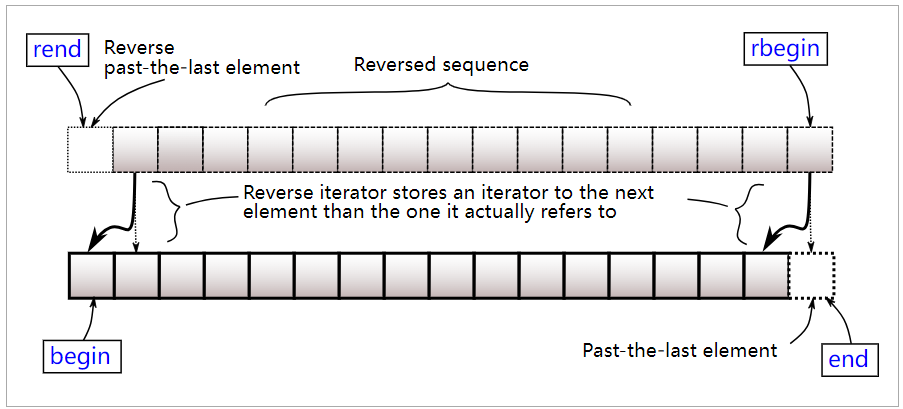 rend
Reverse
past-the-last element
Reversed sequence
rbegin
Reverse iterator stores an iterator to the next
element than the one it actually refers to
begin
Past-the-last element
end